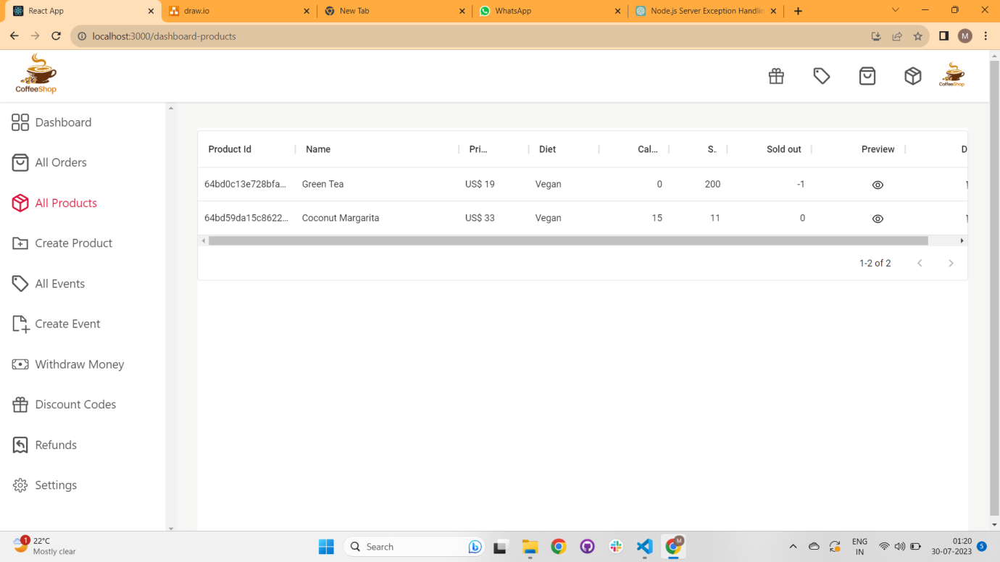 React App
draw.io
New Tab
WhatsApp
Node.js Server Exception Handlin
localhost:3000/dashboard-products
M
CoffeeShop
CoffeeShop
Dashboard
All Orders
All Products
Create Product
All Events
Create Event
Withdraw Money
Discount Codes
Refunds
Settings
Product Id Name Pri... Diet Cal... S.. Sold out Preview D
64bd0c13e728bfa... Green Tea US$ 19 Vegan 0 200 -1
64bd59da15c8622... Coconut Margarita US$ 33 Vegan 15 11 0
1-2 of 2
1
22°C
Mostly clear
Search
M
ENG
IN
01:20
30-07-2023
5